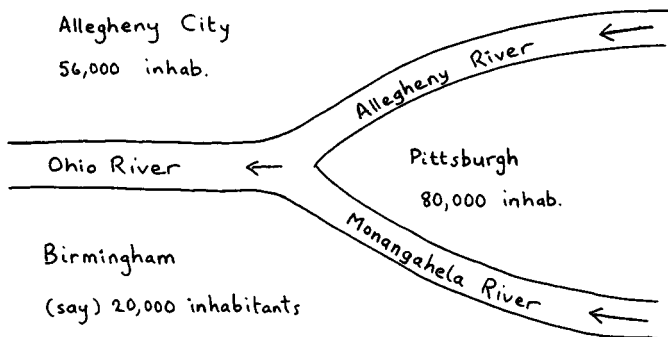 Allegheny City
56,000 inhab.
Allegheny River
Ohio River
Pittsburgh
80,000 inhab.
Birmingham
(say) 20,000 inhabitants
Monangahela River